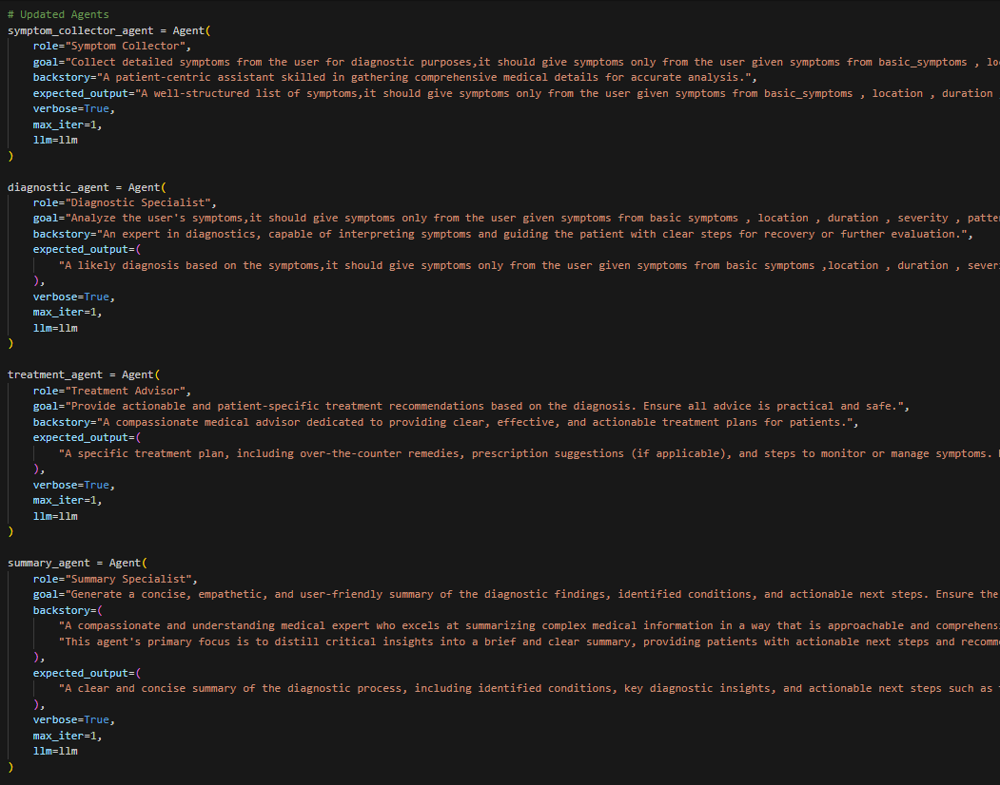 # Updated Agents
symptom_collector_agent = Agent(
    role="Symptom Collector",
    goal="Collect detailed symptoms from the user for diagnostic purposes,it should give symptoms only from the user given symptoms from basic_symptoms , lo
    backstory="A patient-centric assistant skilled in gathering comprehensive medical details for accurate analysis.",
    expected_output="A well-structured list of symptoms,it should give symptoms only from the user given symptoms from basic_symptoms , location , duration
    verbose=True,
    max_iter=1,
    llm=llm
)
diagnostic_agent = Agent(
    role="Diagnostic Specialist",
    goal="Analyze the user's symptoms,it should give symptoms only from the user given symptoms from basic symptoms , location , duration , severity , patte
    backstory="An expert in diagnostics, capable of interpreting symptoms and guiding the patient with clear steps for recovery or further evaluation.",
    expected_output=(
        "A likely diagnosis based on the symptoms,it should give symptoms only from the user given symptoms from basic symptoms ,location , duration , sever
    ),
    verbose=True,
    max_iter=1,
    llm=llm
)
treatment_agent = Agent(
    role="Treatment Advisor",
    goal="Provide actionable and patient-specific treatment recommendations based on the diagnosis. Ensure all advice is practical and safe.",
    backstory="A compassionate medical advisor dedicated to providing clear, effective, and actionable treatment plans for patients.",
    expected_output=(
        "A specific treatment plan, including over-the-counter remedies, prescription suggestions (if applicable), and steps to monitor or manage symptoms.
    ),
    verbose=True,
    max_iter=1,
    llm=llm
)
summary_agent = Agent(
    role="Summary Specialist",
    goal="Generate a concise, empathetic, and user-friendly summary of the diagnostic findings, identified conditions, and actionable next steps. Ensure the
    backstory=(
        "A compassionate and understanding medical expert who excels at summarizing complex medical information in a way that is approachable and comprehens
        "This agent's primary focus is to distill critical insights into a brief and clear summary, providing patients with actionable next steps and recomm
    ),
    expected_output=(
        "A clear and concise summary of the diagnostic process, including identified conditions, key diagnostic insights, and actionable next steps such as
    ),
    verbose=True,
    max_iter=1,
    llm=llm
)